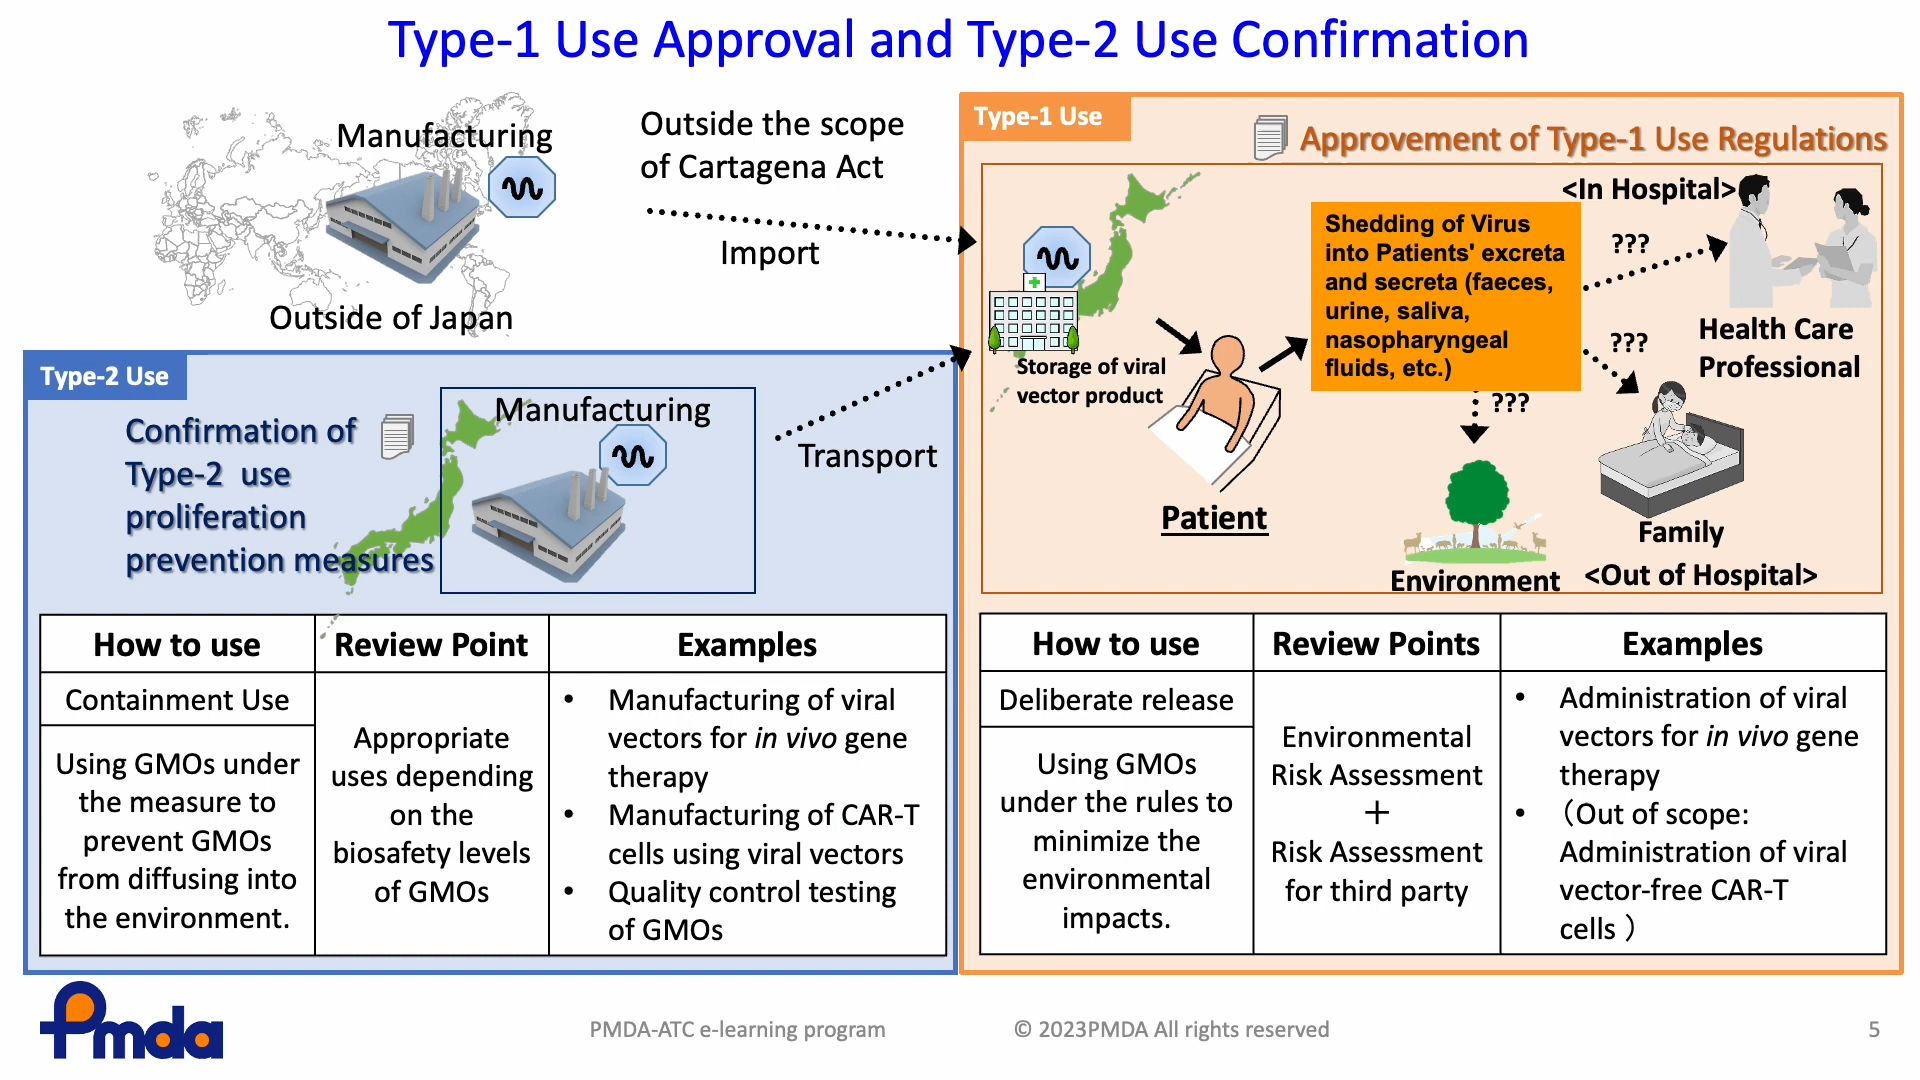 Type-1 Use Approval and Type-2 Use Confirmation
Manufacturing
Outside of Japan
Outside the scope
of Cartagena Act
Import
Type-2 Use
Confirmation of
Type-2 use
proliferation
prevention measures
Manufacturing
Transport
How to use
Review Point
Examples
Containment Use
Using GMOs under
the measure to
prevent GMOs
from diffusing into
the environment.
Appropriate
uses depending
on the
biosafety levels
of GMOs
• Manufacturing of viral
vectors for in vivo gene
therapy
• Manufacturing of CAR-T
cells using viral vectors
• Quality control testing
of GMOs
Type-1 Use
Approvement of Type-1 Use Regulations
Storage of viral
vector product
Patient
Shedding of Virus
into Patients' excreta
and secreta (faeces,
urine, saliva,
nasopharyngeal
fluids, etc.)
<In Hospital>
???
Health Care
Professional
???
???
Family
Environment
<Out of Hospital>
How to use
Review Points
Examples
Deliberate release
Using GMOs
under the rules to
minimize the
environmental
impacts.
Environmental
Risk Assessment
+
Risk Assessment
for third party
• Administration of viral
vectors for in vivo gene
therapy
• （Out of scope:
Administration of viral
vector-free CAR-T
cells ）
Pmda
PMDA-ATC e-learning program
© 2023PMDA All rights reserved
5